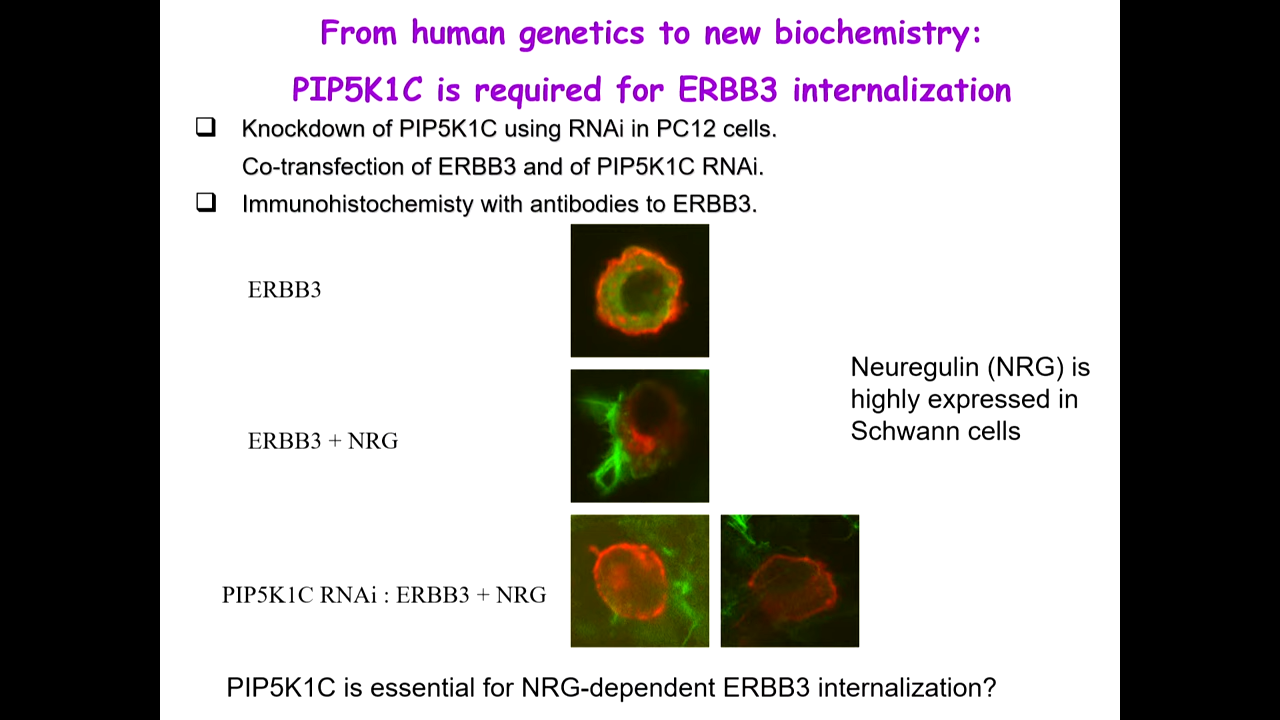 From human genetics to new biochemistry:
PIP5K1C is required for ERBB3 internalization
Knockdown of PIP5K1C using RNAi in PC12 cells.
Co-transfection of ERBB3 and of PIP5K1C RNAi.
Immunohistochemisty with antibodies to ERBB3.
ERBB3
Neuregulin (NRG) is
highly expressed in
Schwann cells
ERBB3 + NRG
PIP5K1C RNAi : ERBB3 + NRG
PIP5K1C is essential for NRG-dependent ERBB3 internalization?